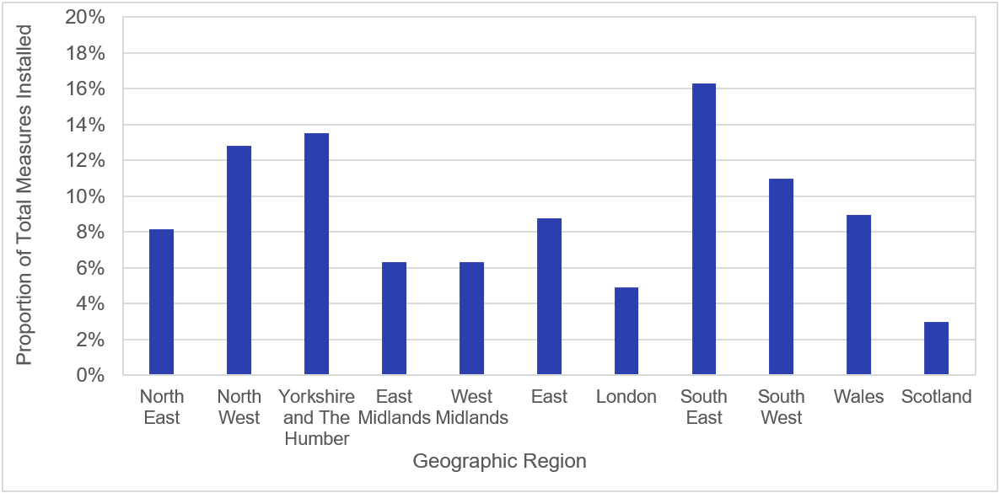 Proportion of Total Measures Installed
20%
18%
16%
14%
12%
10%
8%
6%
4%
2%
0%
North
East
North
West
Yorkshire
and The
Humber
East
Midlands
West
Midlands
East
London
South
East
South
West
Wales
Scotland
Geographic Region